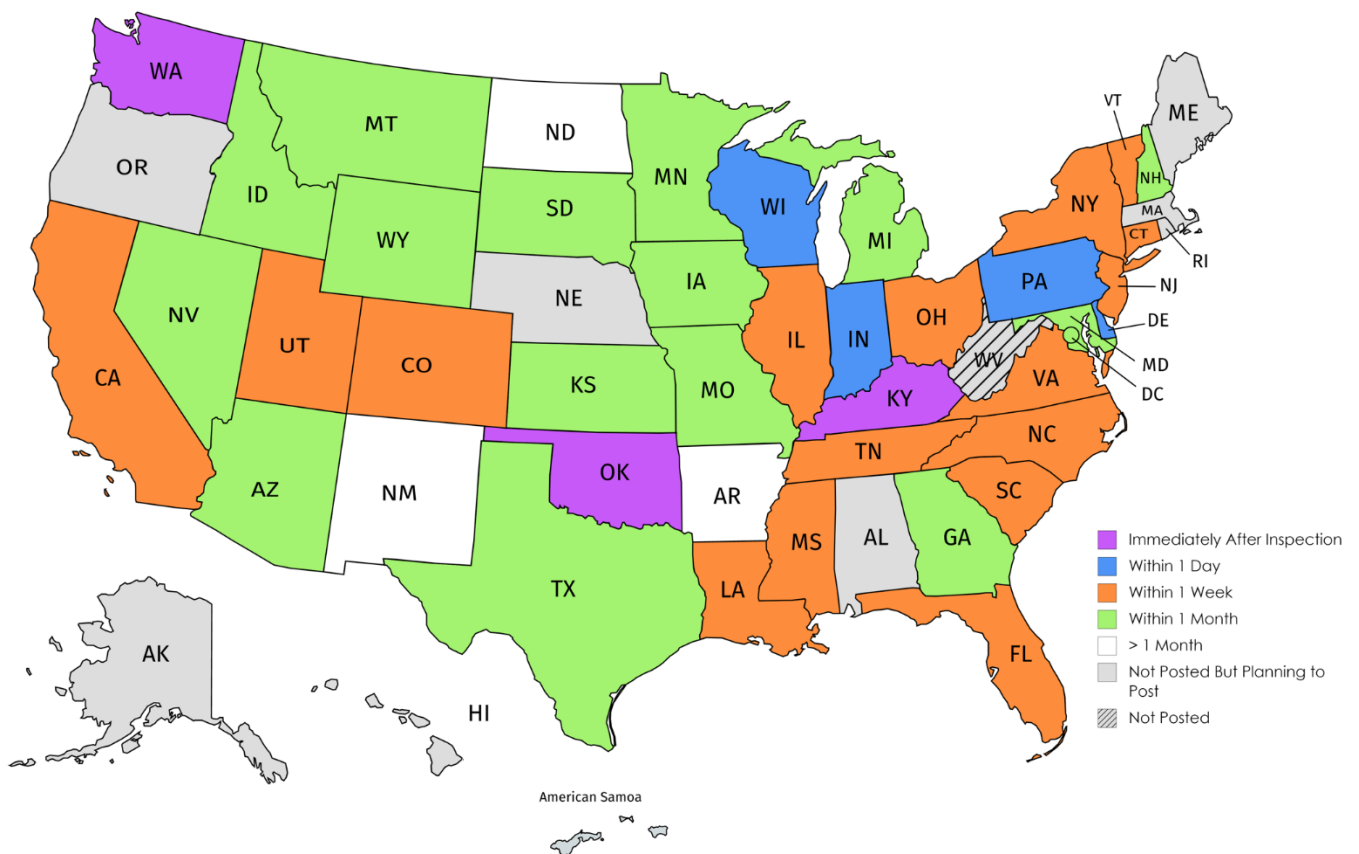 WA
MT
ND
VT
ME
OR
MN
ID
SD
WI
NY
NH
MA
WY
MI
CT
RI
IA
PA
NJ
NE
NV
OH
DE
UT
IL
IN
CO
WV
MD
CA
KS
MO
VA
DC
KY
NC
TN
OK
AZ
NM
AR
SC
MS
AL
GA
Immediately After Inspection
Within 1 Day
TX
LA
Within 1 Week
Within 1 Month
> 1 Month
AK
FL
Not Posted But Planning to
Post
HI
Not Posted
American Samoa